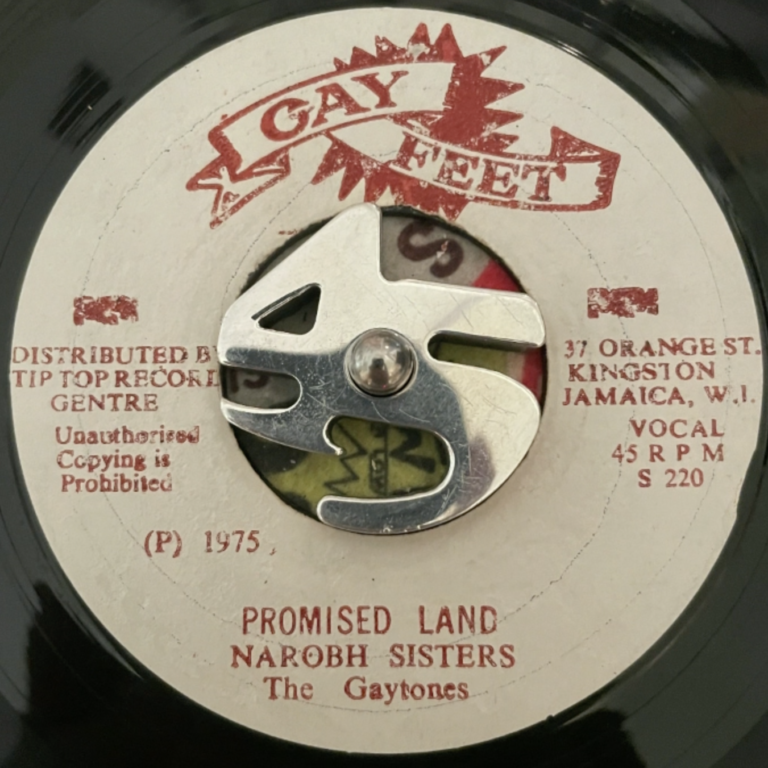 GAY
FEET
S
DISTRIBUTED B
TIP TOP RECORD
GENTRE
Unauthorised
Copying is
Prohibited
37 ORANGE ST.
KINGSTON
JAMAICA, W.I.
VOCAL
45 R P M
S 220
(P) 1975
PROMISED LAND
NAROBH SISTERS
The Gaytones